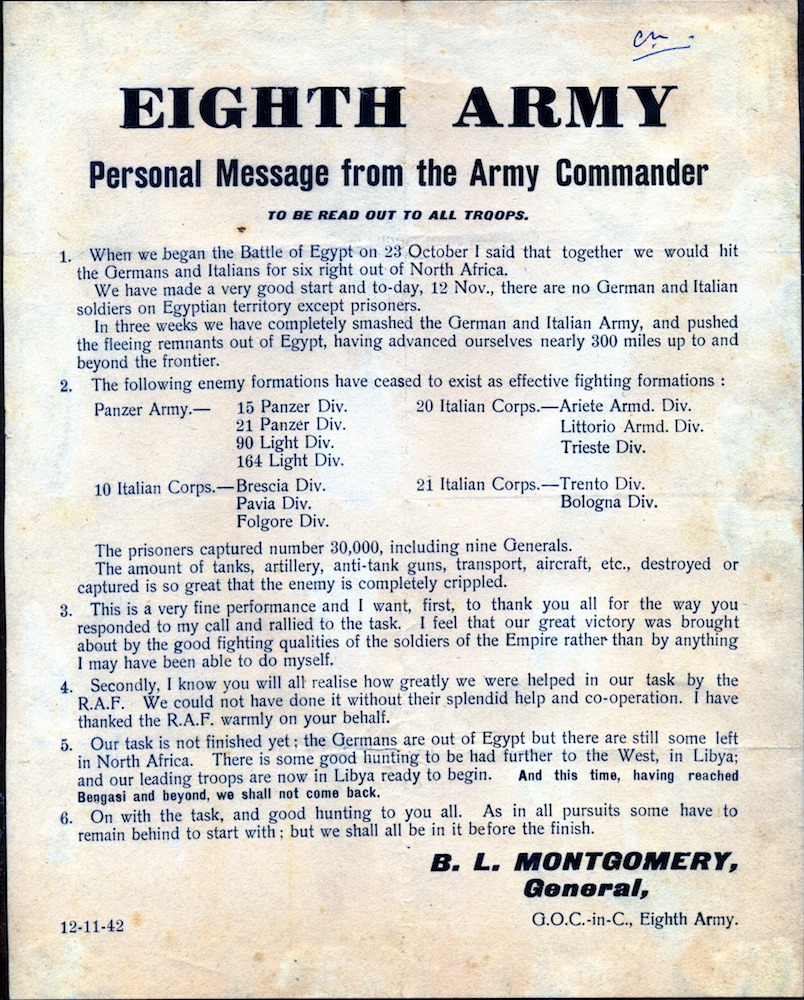 EIGHTH ARMY
Personal Message from the Army Commander
TO BE READ OUT TO ALL TROOPS.
1. When we began the Battle of Egypt on 23 October I said that together we would hit
the Germans and Italians for six right out of North Africa.
We have made a very good start and to-day, 12 Nov., there are no German and Italian
soldiers on Egyptian territory except prisoners.
In three weeks we have completely smashed the German and Italian Army, and pushed
the fleeing remnants out of Egypt, having advanced ourselves nearly 300 miles up to and
beyond the frontier.
2. The following enemy formations have ceased to exist as effective fighting formations :
Panzer Army.— 15 Panzer Div.
21 Panzer Div.
90 Light Div.
164 Light Div.
20 Italian Corps.—Ariete Armd. Div.
Littorio Armd. Div.
Trieste Div.
10 Italian Corps.—Brescia Div.
Pavia Div.
Folgore Div.
21 Italian Corps.—Trento Div.
Bologna Div.
The prisoners captured number 30,000, including nine Generals.
The amount of tanks, artillery, anti-tank guns, transport, aircraft, etc., destroyed or
captured is so great that the enemy is completely crippled.
3. This is a very fine performance and I want, first, to thank you all for the way you
responded to my call and rallied to the task. I feel that our great victory was brought
about by the good fighting qualities of the soldiers of the Empire rather than by anything
I may have been able to do myself.
4. Secondly, I know you will all realise how greatly we were helped in our task by the
R.A.F. We could not have done it without their splendid help and co-operation. I have
thanked the R.A.F. warmly on your behalf.
5. Our task is not finished yet ; the Germans are out of Egypt but there are still some left
in North Africa. There is some good hunting to be had further to the West, in Libya;
and our leading troops are now in Libya ready to begin. And this time, having reached
Bengasi and beyond, we shall not come back.
6. On with the task, and good hunting to you all. As in all pursuits some have to
remain behind to start with ; but we shall all be in it before the finish.
B. L. MONTGOMERY,
General,
G.O.C.-in-C., Eighth Army.
12-11-42